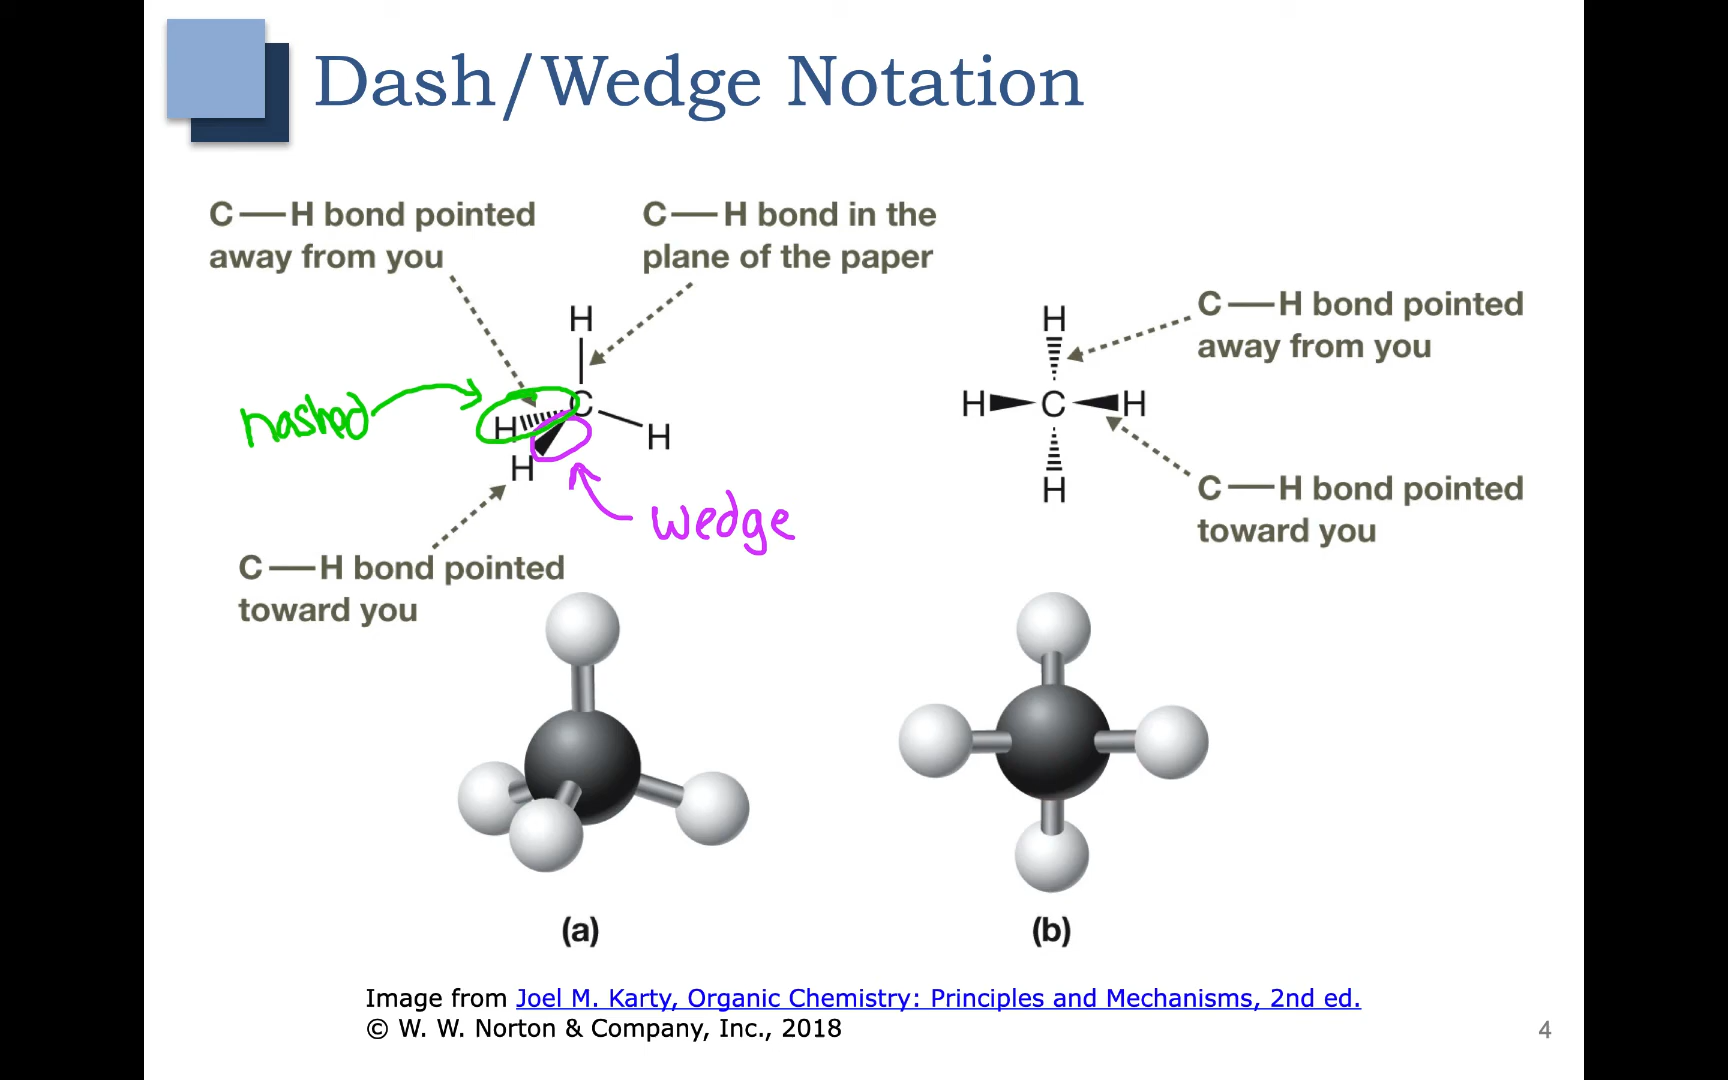 Dash/Wedge Notation
C—H bond pointed
away from you
C—H bond in the
plane of the paper
H
C
H
H
H
hashed
wedge
C—H bond pointed
toward you
H
H C H
H
C—H bond pointed
away from you
C—H bond pointed
toward you
(a)
(b)
Image from Joel M. Karty, Organic Chemistry: Principles and Mechanisms, 2nd ed.
© W. W. Norton & Company, Inc., 2018
4